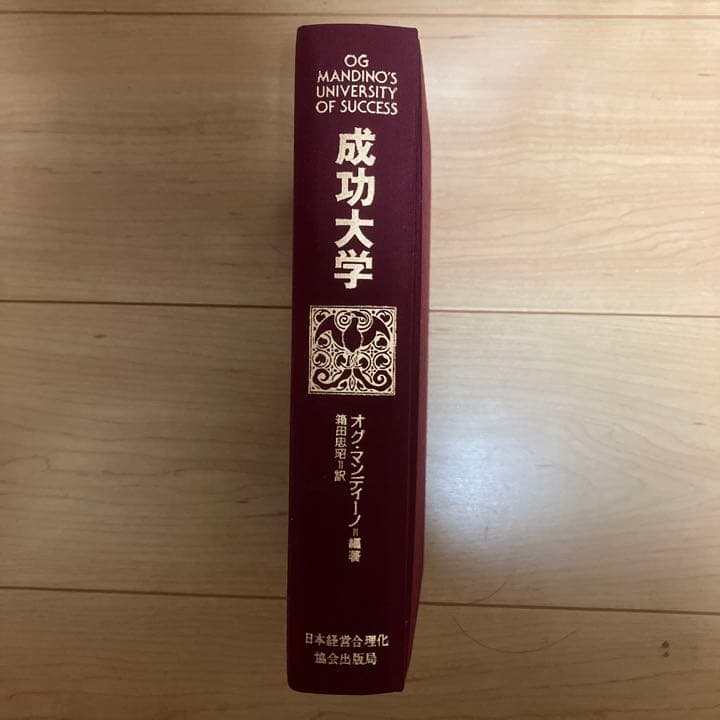 OG
MANDINO'S
UNIVERSITY
OF SUCCESS
成功大学
オグ・マンディーノ=編著
箱田忠昭=訳
日本経営合理化
協会出版局